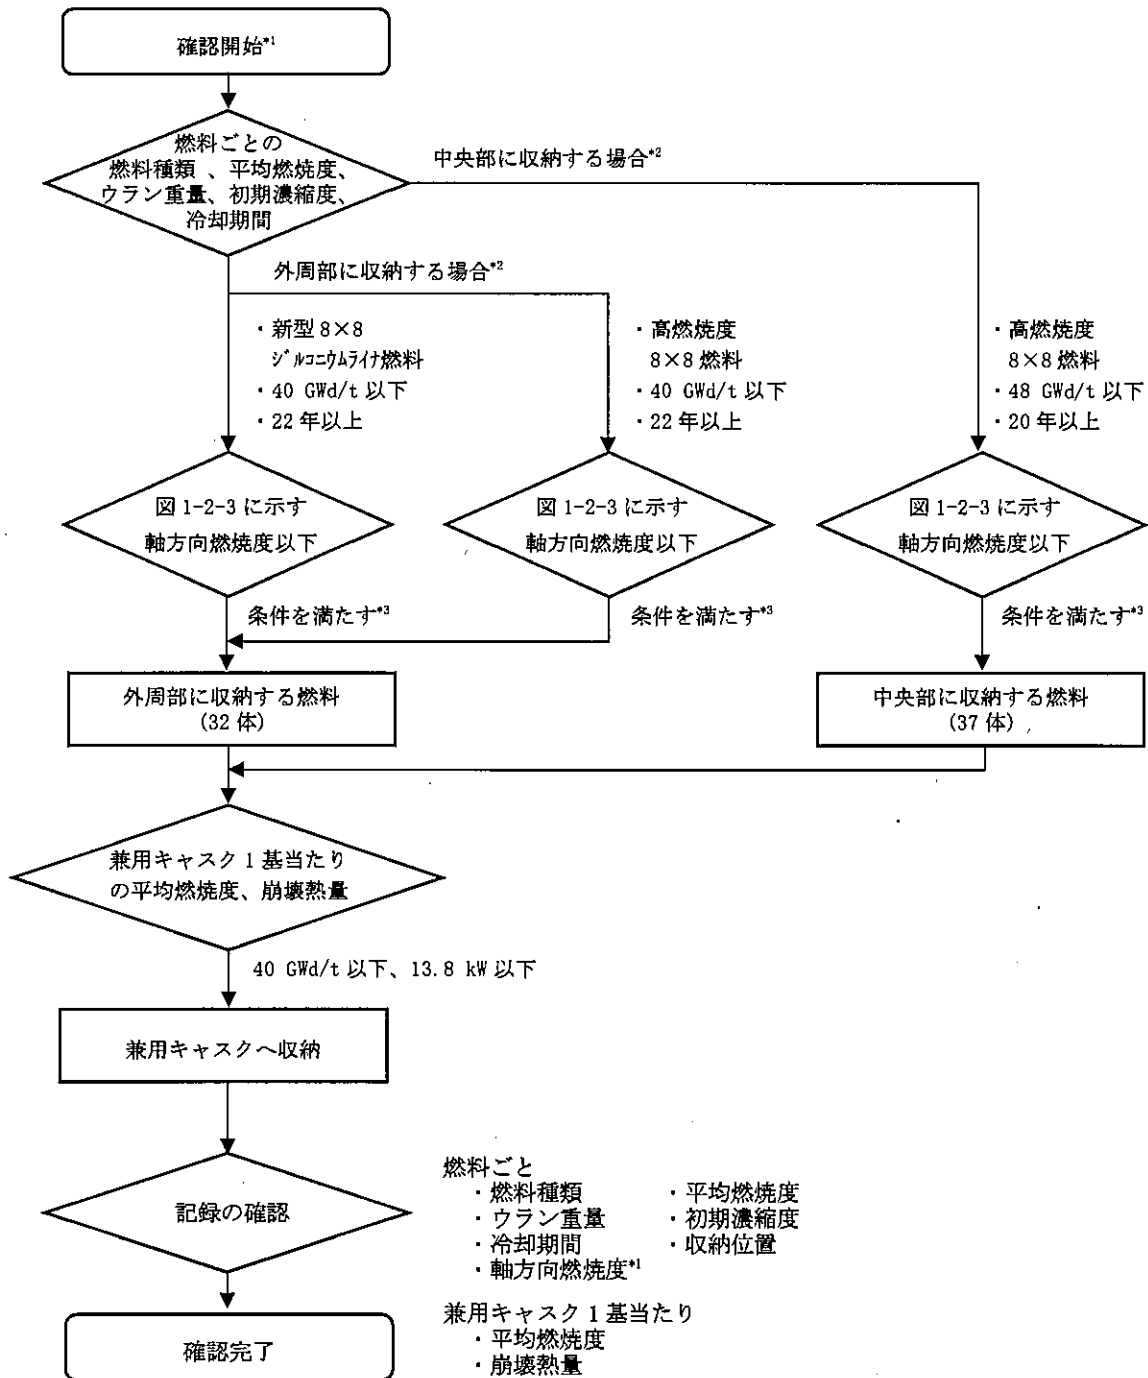 確認開始*1
燃料ごとの
燃料種類 、平均燃焼度、
ウラン重量、初期濃縮度、
冷却期間
中央部に収納する場合*2
外周部に収納する場合*2
・新型 8×8
ジルコニウムライナ燃料
・40 GWd/t 以下
・22 年以上
・高燃焼度
8×8 燃料
・40 GWd/t 以下
・22 年以上
・高燃焼度
8×8 燃料
・48 GWd/t 以下
・20 年以上
図 1-2-3 に示す
軸方向燃焼度以下
図 1-2-3 に示す
軸方向燃焼度以下
図 1-2-3 に示す
軸方向燃焼度以下
条件を満たす*3
条件を満たす*3
条件を満たす*3
外周部に収納する燃料
(32 体)
中央部に収納する燃料
(37 体)
兼用キャスク 1 基当たり
の平均燃焼度、崩壊熱量
40 GWd/t 以下、13.8 kW 以下
兼用キャスクへ収納
記録の確認
燃料ごと
・燃料種類 ・平均燃焼度
・ウラン重量 ・初期濃縮度
・冷却期間 ・収納位置
・軸方向燃焼度*1
兼用キャスク 1 基当たり
・平均燃焼度
・崩壊熱量
確認完了